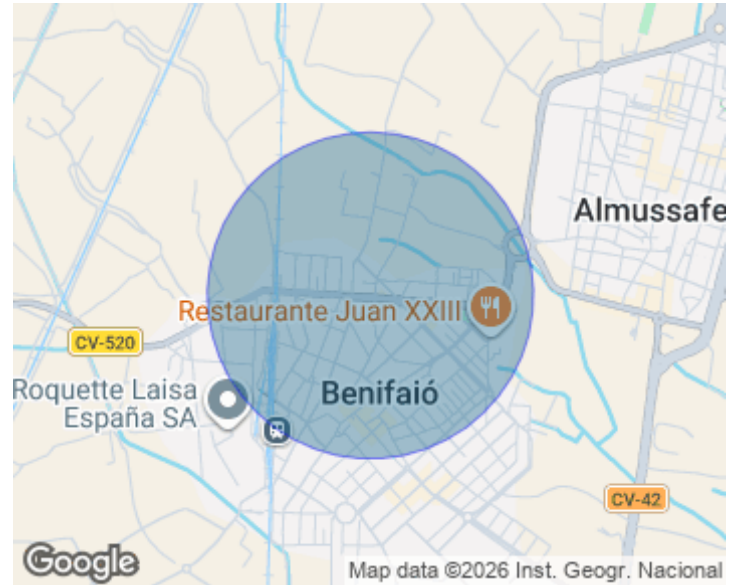 Almussafe
Restaurante Juan XXIII
CV-520
Roquette Laisa
España SA
Benifaió
CV-42
Google
Map data ©2026 Inst. Geogr. Nacional